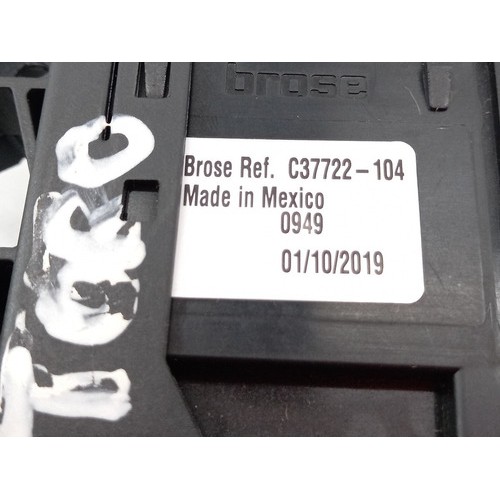 brose
Brose Ref. C37722-104
Made in Mexico
0949
01/10/2019